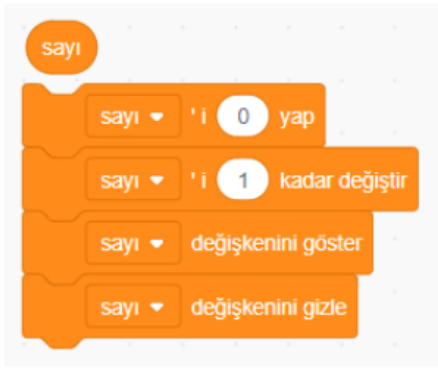 sayı
sayı ' i 0 yap
sayı ' i 1 kadar değiştir
sayı değişkenini göster
sayı değişkenini gizle